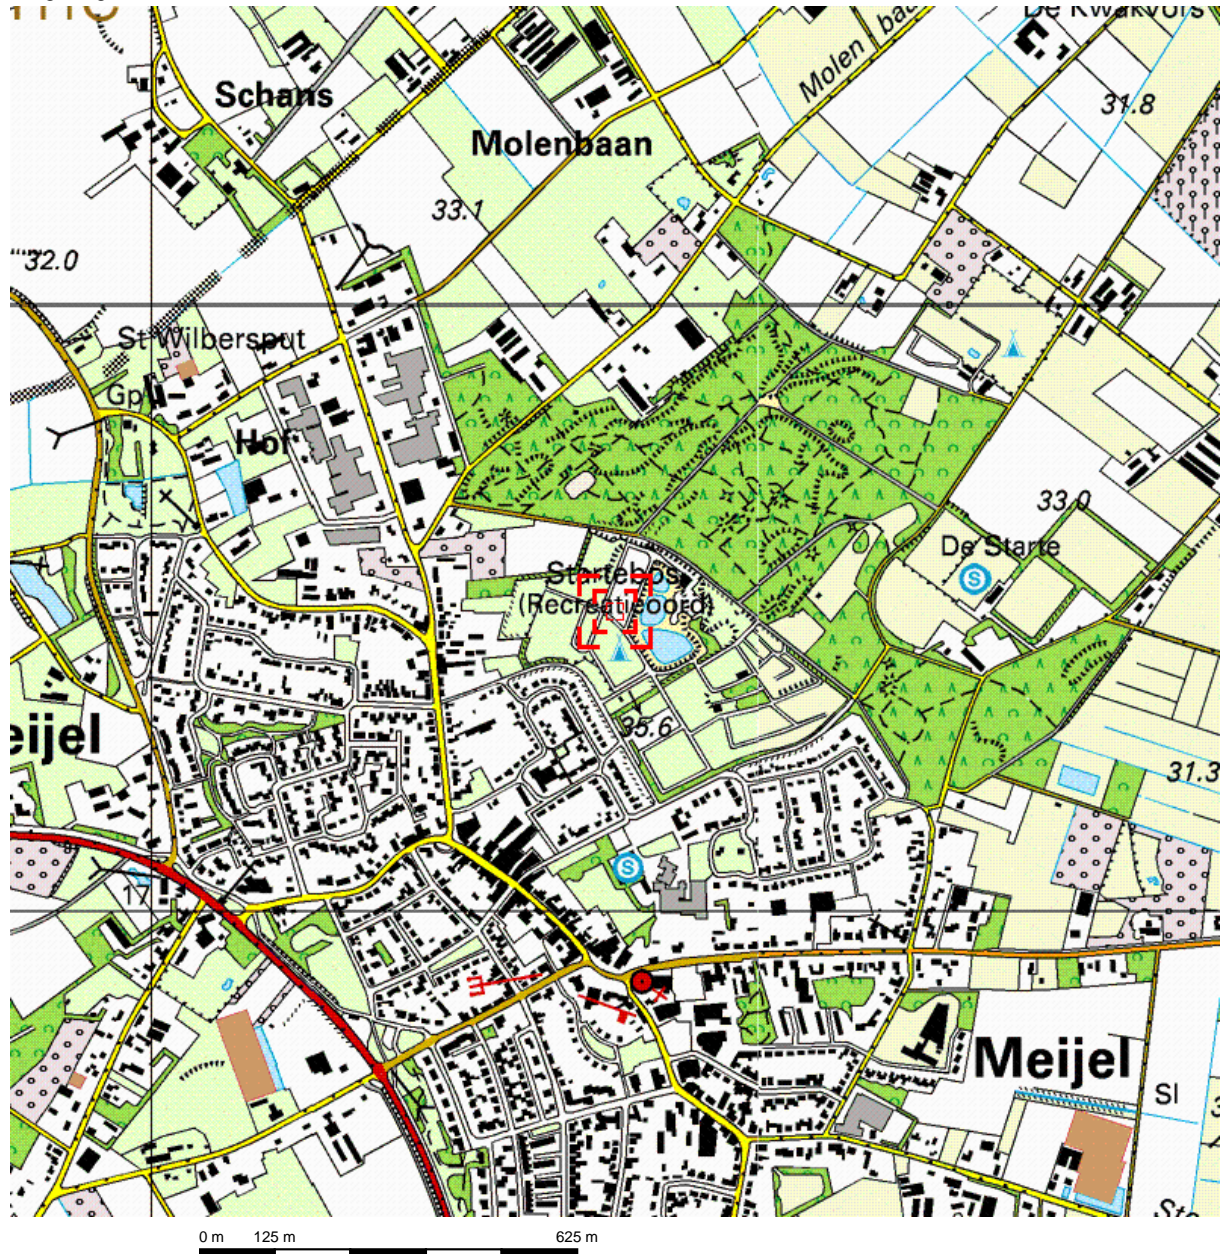 De Kwakvors
Molen baa
Schans
31.8
Molenbaan
33.1
32.0
St Wilbersput
Gp
Hof
33.0
De Starte
S
Startebos
(Recreatieoord)
35.6
eijel
31.3
S
17
Meijel
Sl
0 m 125 m 625 m